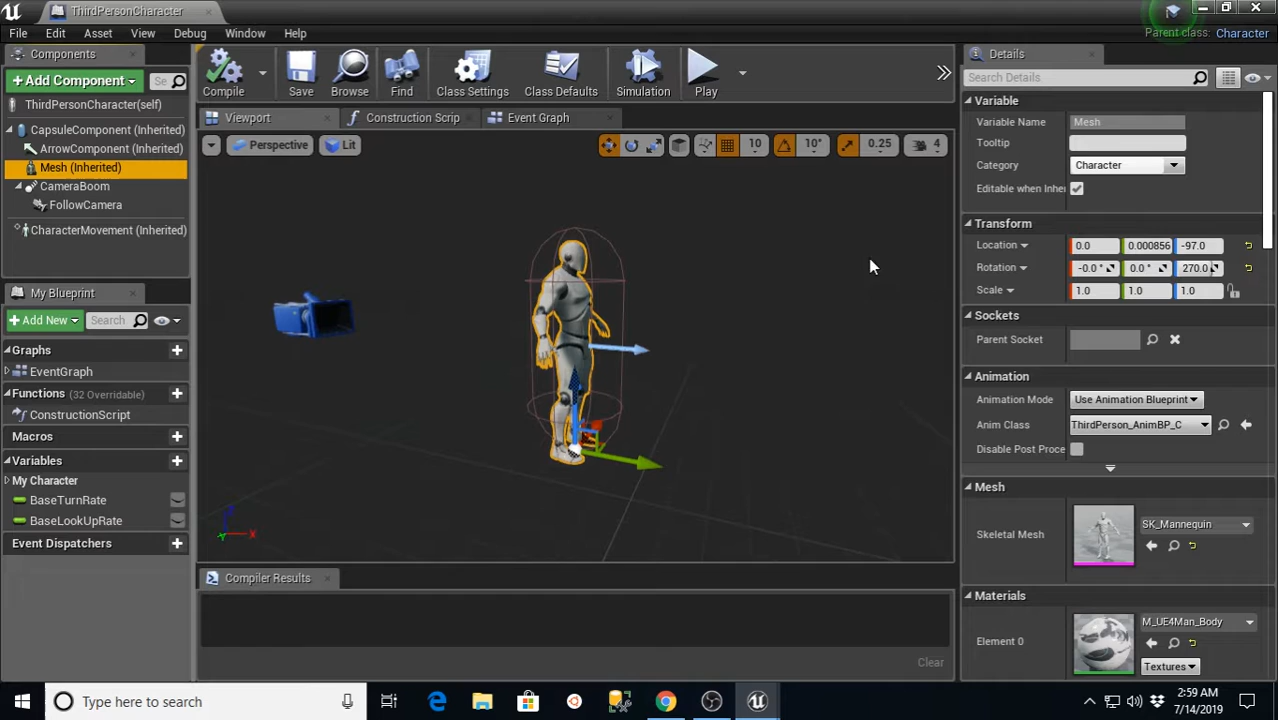 ThirdPersonCharacter
File Edit Asset View Debug Window Help
Parent class: Character
Components
Add Component
Se
ThirdPersonCharacter(self)
CapsuleComponent (Inherited)
ArrowComponent (Inherited)
Mesh (Inherited)
CameraBoom
FollowCamera
CharacterMovement (Inherited)
My Blueprint
Add New
Search
Graphs
EventGraph
Functions (32 Overridable)
ConstructionScript
Macros
Variables
My Character
BaseTurnRate
BaseLookUpRate
Event Dispatchers
Compile Save Browse Find Class Settings Class Defaults Simulation Play
Viewport Construction Scrip Event Graph
Perspective Lit 10 10° 0.25 4
Z
X
Compiler Results
Clear
Details
Search Details
Variable
Variable Name Mesh
Tooltip
Category Character
Editable when Inher
Transform
Location 0.0 0.000856 -97.0
Rotation -0.0 ° 0.0 ° 270.0
Scale 1.0 1.0 1.0
Sockets
Parent Socket
Animation
Animation Mode Use Animation Blueprint
Anim Class ThirdPerson_AnimBP_C
Disable Post Proce
Mesh
Skeletal Mesh SK_Mannequin
Materials
Element 0 M_UE4Man_Body
Textures
Type here to search
2:59 AM
7/14/2019